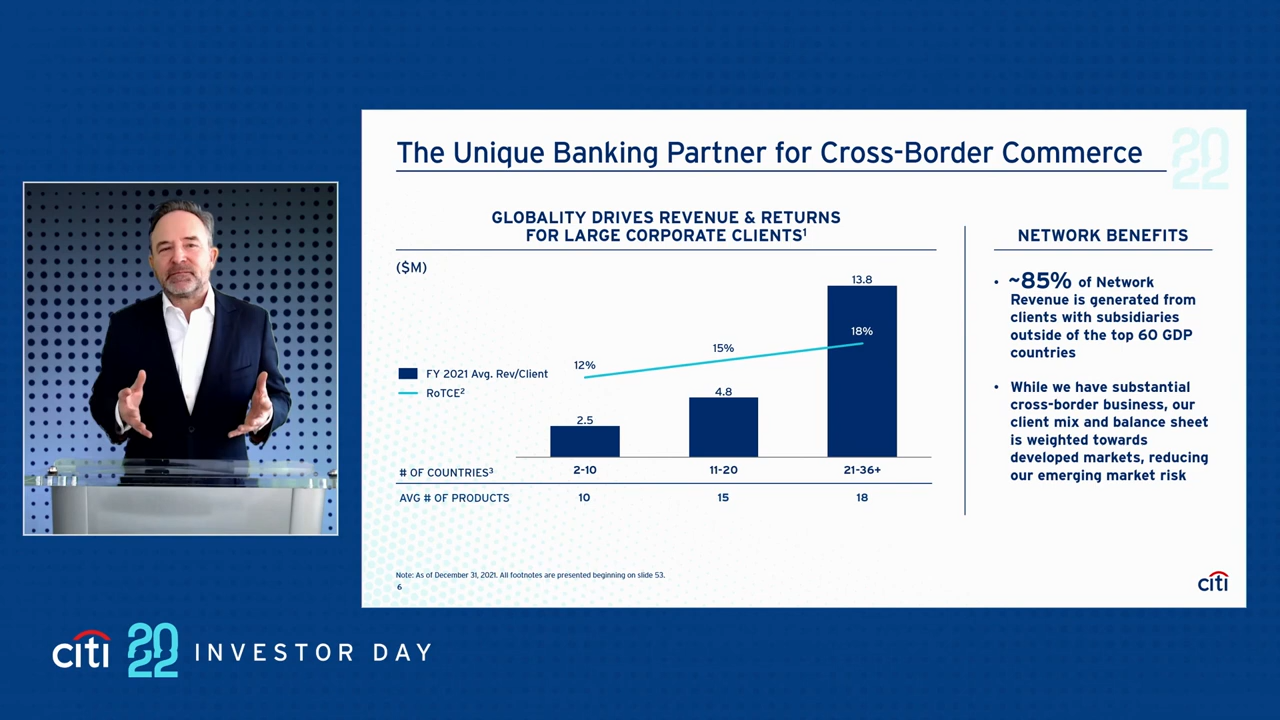 The Unique Banking Partner for Cross-Border Commerce
2022
GLOBALITY DRIVES REVENUE & RETURNS
FOR LARGE CORPORATE CLIENTS¹
($M)
13.8
18%
15%
12%
FY 2021 Avg. Rev/Client
RoTCE²
4.8
2.5
# OF COUNTRIES³ 2-10 11-20 21-36+
AVG # OF PRODUCTS 10 15 18
NETWORK BENEFITS
• ~85% of Network
Revenue is generated from
clients with subsidiaries
outside of the top 60 GDP
countries
• While we have substantial
cross-border business, our
client mix and balance sheet
is weighted towards
developed markets, reducing
our emerging market risk
Note: As of December 31, 2021. All footnotes are presented beginning on slide 53.
6
citi
citi 2022 INVESTOR DAY